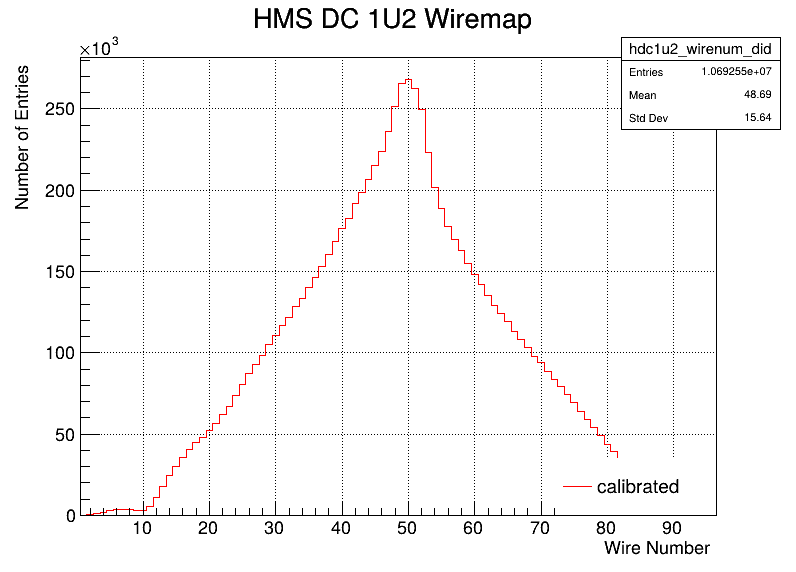 HMS DC 1U2 Wiremap
×10³
hdc1u2_wirenum_did
Entries 1.069255e+07
Mean 48.69
Std Dev 15.64
Number of Entries
250
200
150
100
50
0
10 20 30 40 50 60 70 80 90
Wire Number
calibrated